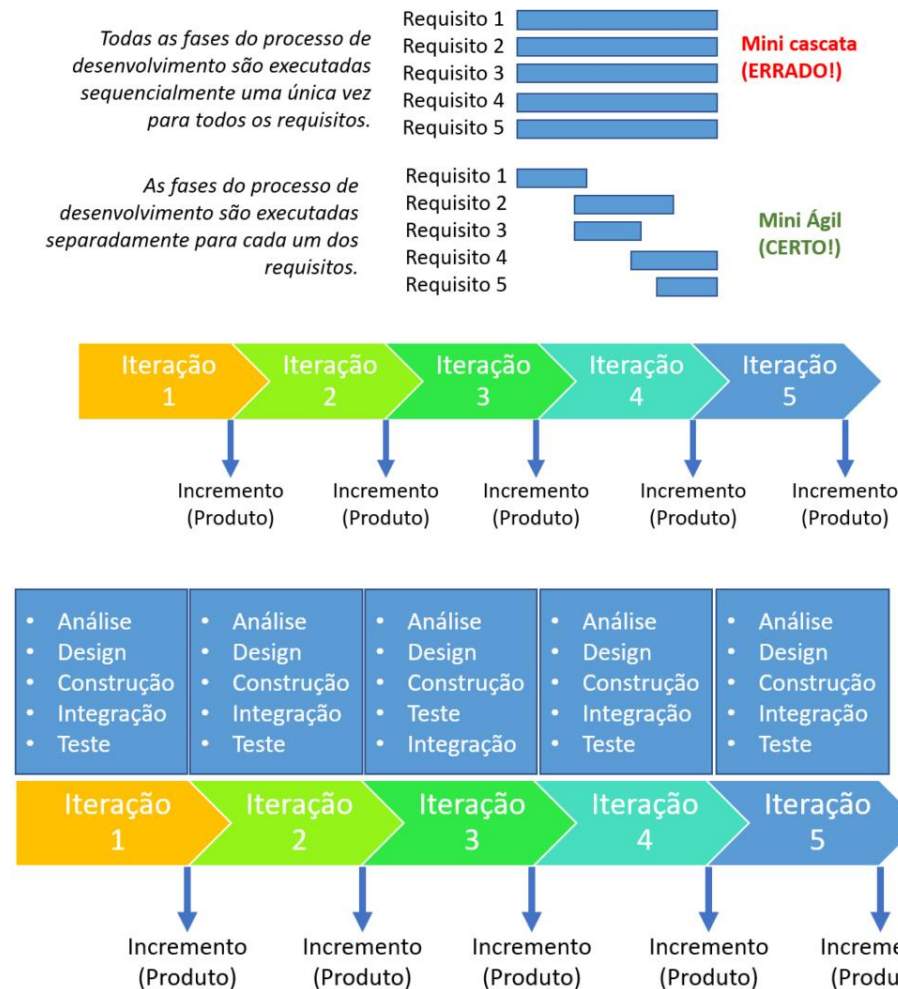 Todas as fases do processo de
desenvolvimento são executadas
sequencialmente uma única vez
para todos os requisitos.
Requisito 1
Requisito 2
Requisito 3
Requisito 4
Requisito 5
Mini cascata
(ERRADO!)
As fases do processo de
desenvolvimento são executadas
separadamente para cada um dos
requisitos.
Requisito 1
Requisito 2
Requisito 3
Requisito 4
Requisito 5
Mini Ágil
(CERTO!)
Iteração
1
Iteração
2
Iteração
3
Iteração
4
Iteração
5
Incremento
(Produto)
Incremento
(Produto)
Incremento
(Produto)
Incremento
(Produto)
Incremento
(Produto)
• Análise
• Design
• Construção
• Integração
• Teste
• Análise
• Design
• Construção
• Integração
• Teste
• Análise
• Design
• Construção
• Teste
• Integração
• Análise
• Design
• Construção
• Integração
• Teste
• Análise
• Design
• Construção
• Integração
• Teste
Iteração
1
Iteração
2
Iteração
3
Iteração
4
Iteração
5
Incremento
(Produto)
Incremento
(Produto)
Incremento
(Produto)
Incremento
(Produto)
Increme
(Produ